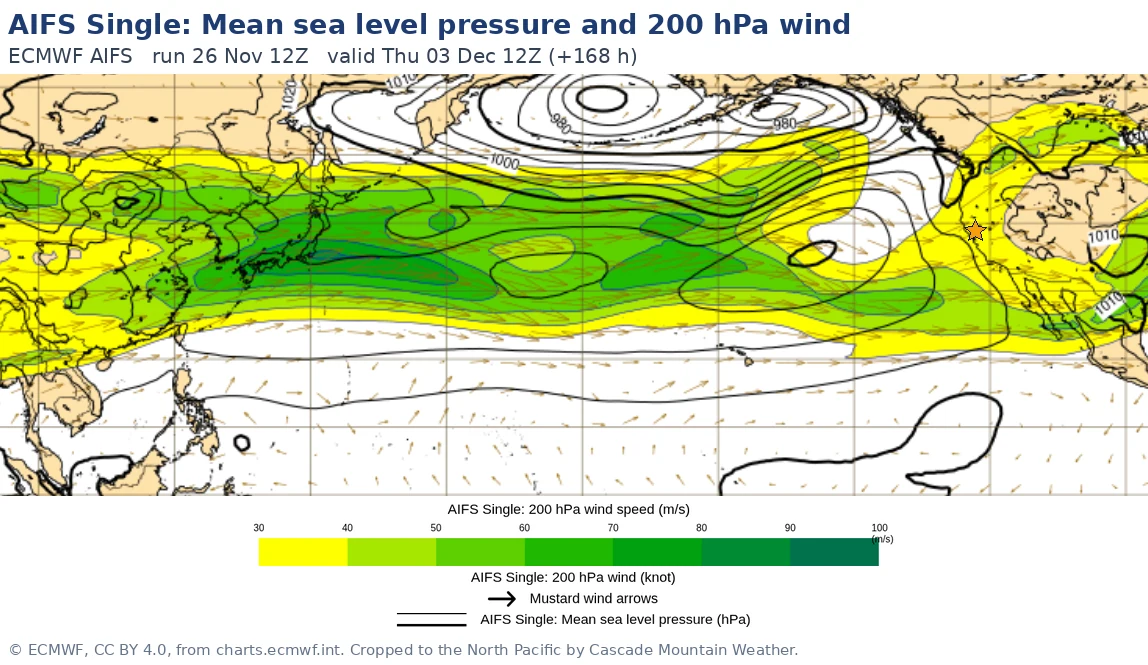 AIFS Single: Mean sea level pressure and 200 hPa wind
ECMWF AIFS run 26 Nov 12Z valid Thu 03 Dec 12Z (+168 h)
1020
1010
980
980
1000
1010
1010
AIFS Single: 200 hPa wind speed (m/s)
30 40 50 60 70 80 90 100
(m/s)
AIFS Single: 200 hPa wind (knot)
Mustard wind arrows
AIFS Single: Mean sea level pressure (hPa)
© ECMWF, CC BY 4.0, from charts.ecmwf.int. Cropped to the North Pacific by Cascade Mountain Weather.